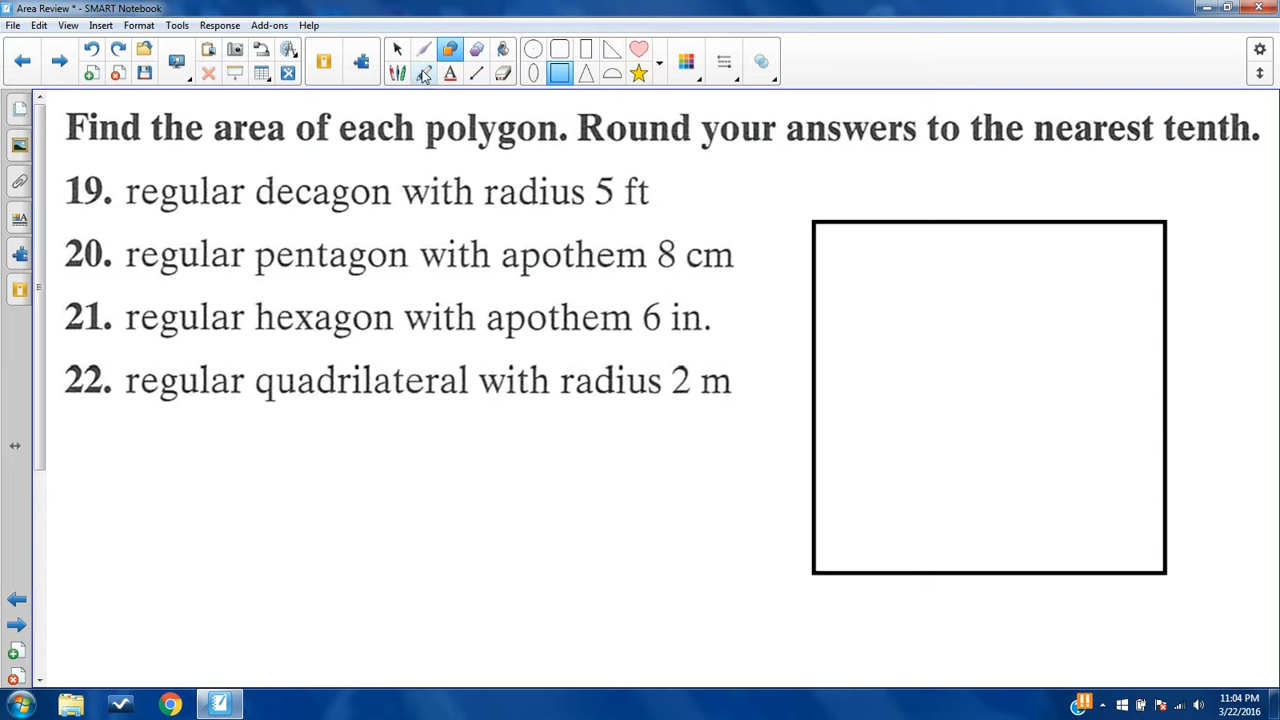 Area Review * - SMART Notebook
File Edit View Insert Format Tools Response Add-ons Help
Find the area of each polygon. Round your answers to the nearest tenth.
19. regular decagon with radius 5 ft
20. regular pentagon with apothem 8 cm
21. regular hexagon with apothem 6 in.
22. regular quadrilateral with radius 2 m
11:04 PM
3/22/2016